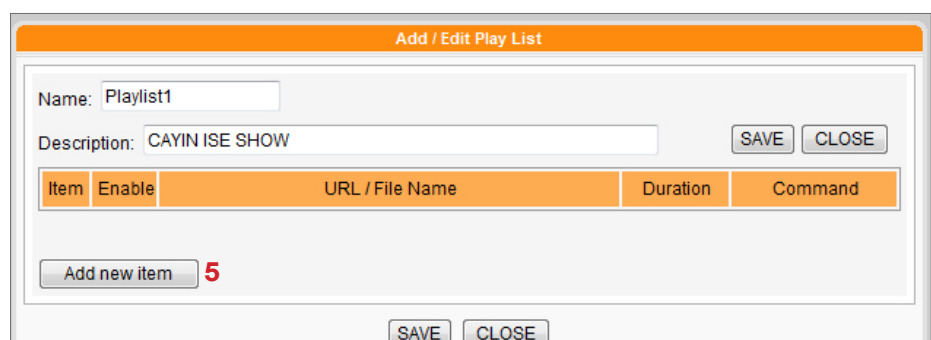 Add / Edit Play List
Name: Playlist1
Description: CAYIN ISE SHOW SAVE CLOSE
Item Enable URL / File Name Duration Command
Add new item 5
SAVE CLOSE